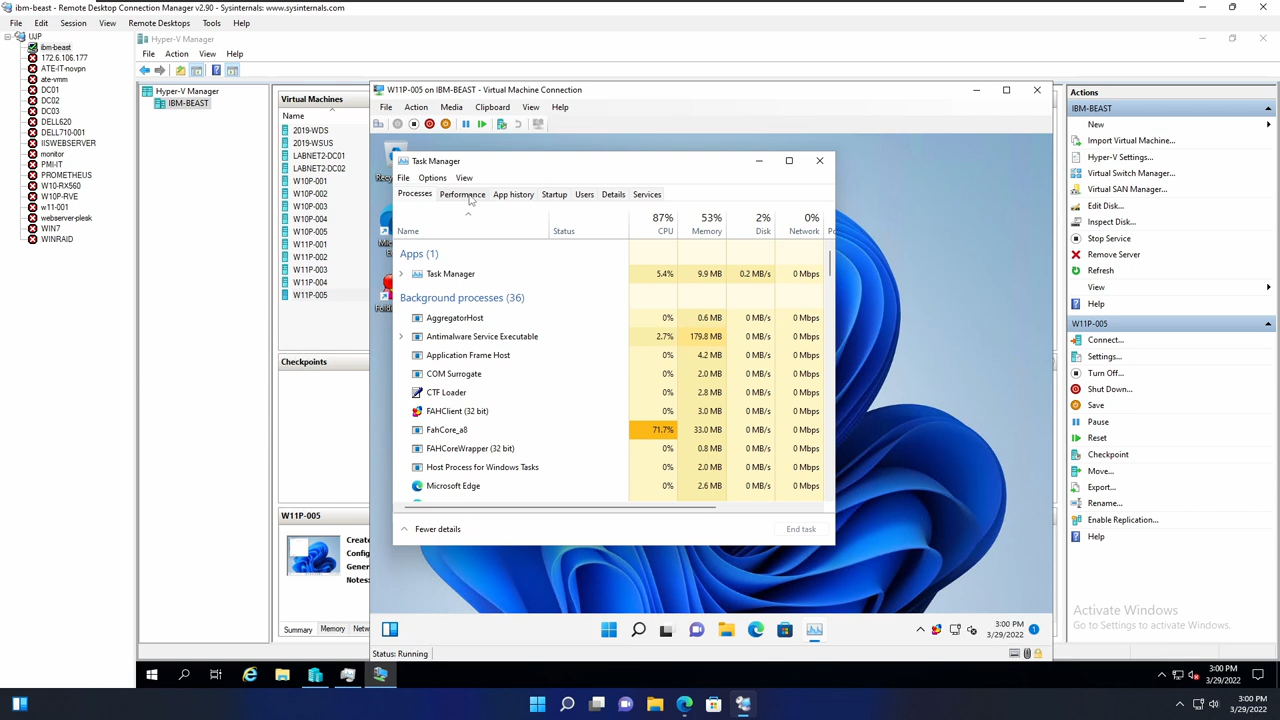 ibm-beast - Remote Desktop Connection Manager v2.90 - Sysinternals: www.sysinternals.com
File Edit Session View Remote Desktops Tools Help
UJP
ibm-beast
172.6.106.177
ATE-IT-novpn
ate-vmm
DC01
DC02
DC03
DELL620
DELL710-001
IISWEBSERVER
monitor
PMI-IT
PROMETHEUS
W10-RX560
W10P-RVE
w11-001
webserver-plesk
WIN7
WINRAID
Hyper-V Manager
File Action View Help
Hyper-V Manager
IBM-BEAST
Virtual Machines
Name
2019-WDS
2019-WSUS
LABNET2-DC01
LABNET2-DC02
W10P-001
W10P-002
W10P-003
W10P-004
W10P-005
W11P-001
W11P-002
W11P-003
W11P-004
W11P-005
Checkpoints
W11P-005
Create
Config
Gener
Notes:
Summary Memory Netw
W11P-005 on IBM-BEAST - Virtual Machine Connection
File Action Media Clipboard View Help
Recy
Mic
E
Foldi
Task Manager
File Options View
Processes Performance App history Startup Users Details Services
87% 53% 2% 0%
Name Status CPU Memory Disk Network Po
Apps (1)
Task Manager 5.4% 9.9 MB 0.2 MB/s 0 Mbps
Background processes (36)
AggregatorHost 0% 0.6 MB 0 MB/s 0 Mbps
Antimalware Service Executable 2.7% 179.8 MB 0 MB/s 0 Mbps
Application Frame Host 0% 4.2 MB 0 MB/s 0 Mbps
COM Surrogate 0% 2.0 MB 0 MB/s 0 Mbps
CTF Loader 0% 2.8 MB 0 MB/s 0 Mbps
FAHClient (32 bit) 0% 3.0 MB 0 MB/s 0 Mbps
FahCore_a8 71.7% 33.0 MB 0 MB/s 0 Mbps
FAHCoreWrapper (32 bit) 0% 0.8 MB 0 MB/s 0 Mbps
Host Process for Windows Tasks 0% 2.0 MB 0 MB/s 0 Mbps
Microsoft Edge 0% 2.6 MB 0 MB/s 0 Mbps
Fewer details End task
3:00 PM
3/29/2022
1
Status: Running
Actions
IBM-BEAST
New
Import Virtual Machine...
Hyper-V Settings...
Virtual Switch Manager...
Virtual SAN Manager...
Edit Disk...
Inspect Disk...
Stop Service
Remove Server
Refresh
View
Help
W11P-005
Connect...
Settings...
Turn Off...
Shut Down...
Save
Pause
Reset
Checkpoint
Move...
Export...
Rename...
Enable Replication...
Help
Activate Windows
Go to Settings to activate Windows.
3:00 PM
3/29/2022
3:00 PM
3/29/2022